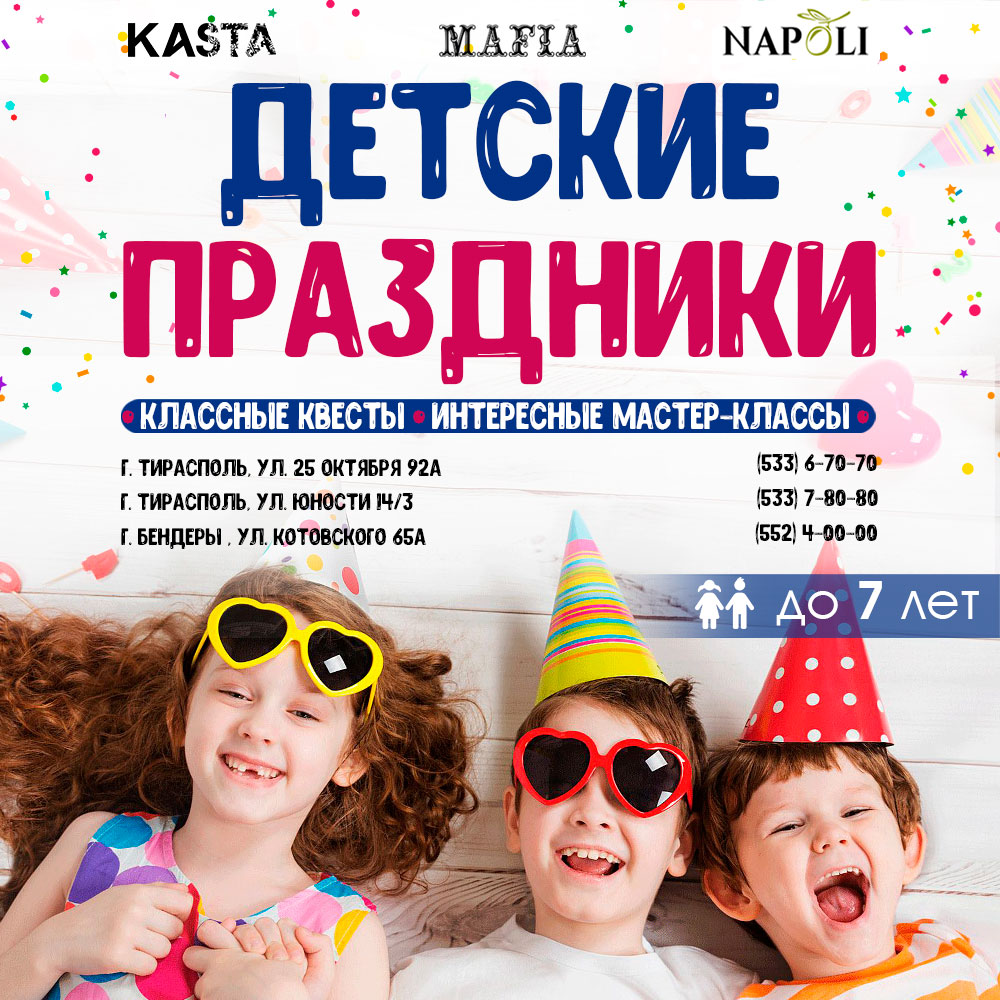 KASTA MAFIA NAPOLI
ДЕТСКИЕ
ПРАЗДНИКИ
• КЛАССНЫЕ КВЕСТЫ • ИНТЕРЕСНЫЕ МАСТЕР-КЛАССЫ •
Г. ТИРАСПОЛЬ, УЛ. 25 ОКТЯБРЯ 92А (533) 6-70-70
Г. ТИРАСПОЛЬ, УЛ. ЮНОСТИ 14/3 (533) 7-80-80
Г. БЕНДЕРЫ , УЛ. КОТОВСКОГО 65А (552) 4-00-00
до 7 лет